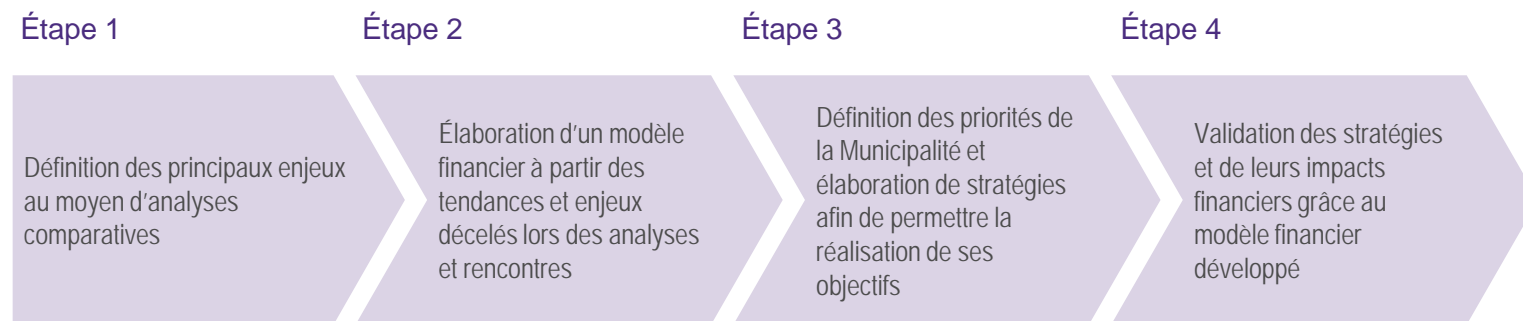 Étape 1
Définition des principaux enjeux
au moyen d'analyses
comparatives
Étape 2
Élaboration d'un modèle
financier à partir des
tendances et enjeux
décelés lors des analyses
et rencontres
Étape 3
Définition des priorités de
la Municipalité et
élaboration de stratégies
afin de permettre la
réalisation de ses
objectifs
Étape 4
Validation des stratégies
et de leurs impacts
financiers grâce au
modèle financier
développé